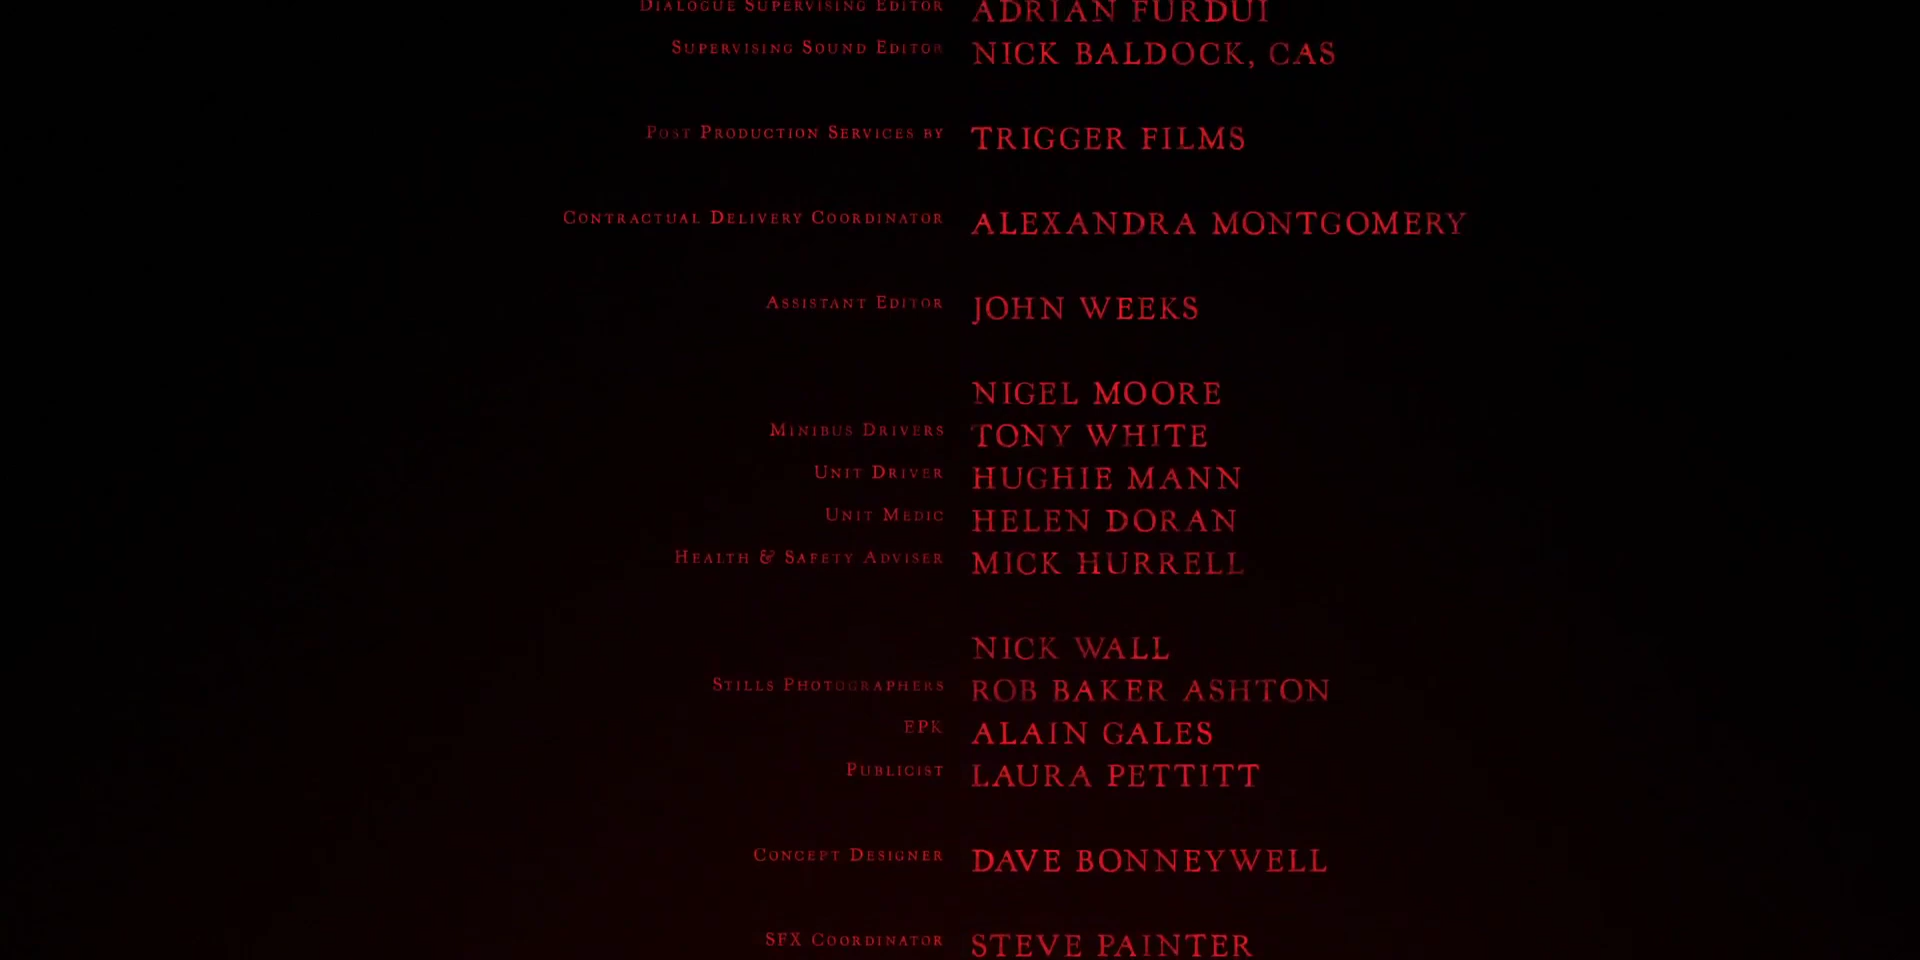 Dialogue Supervising Editor ADRIAN FURDUI
Supervising Sound Editor NICK BALDOCK, CAS
Post Production Services by TRIGGER FILMS
Contractual Delivery Coordinator ALEXANDRA MONTGOMERY
Assistant Editor JOHN WEEKS
NIGEL MOORE
Minibus Drivers TONY WHITE
Unit Driver HUGHIE MANN
Unit Medic HELEN DORAN
Health & Safety Adviser MICK HURRELL
NICK WALL
Stills Photographers ROB BAKER ASHTON
EPK ALAIN GALES
Publicist LAURA PETTITT
Concept Designer DAVE BONNEYWELL
SFX Coordinator STEVE PAINTER